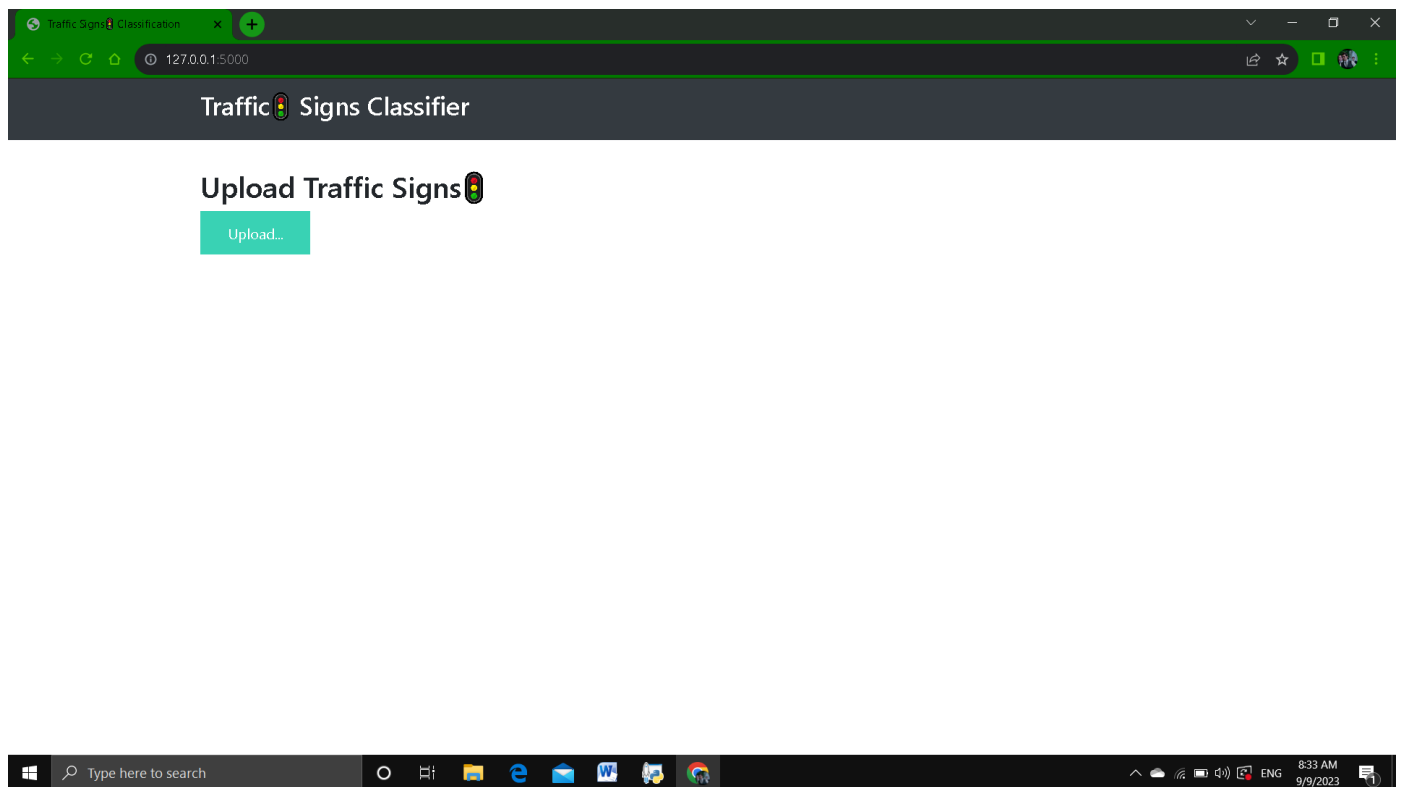 Traffic Signs🚦 Classification
127.0.0.1:5000
Traffic🚦 Signs Classifier
Upload Traffic Signs🚦
Upload...
Type here to search
ENG
8:33 AM
9/9/2023
1